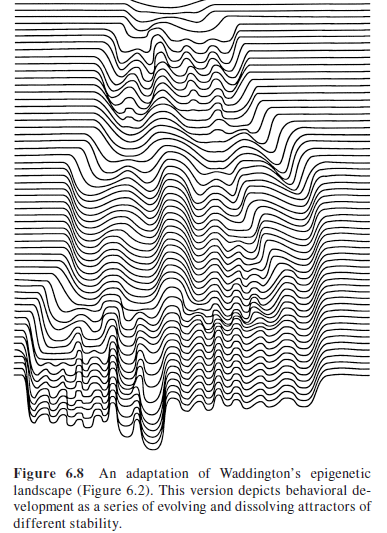 Figure 6.8 An adaptation of Waddington's epigenetic
landscape (Figure 6.2). This version depicts behavioral de-
velopment as a series of evolving and dissolving attractors
of different stability.